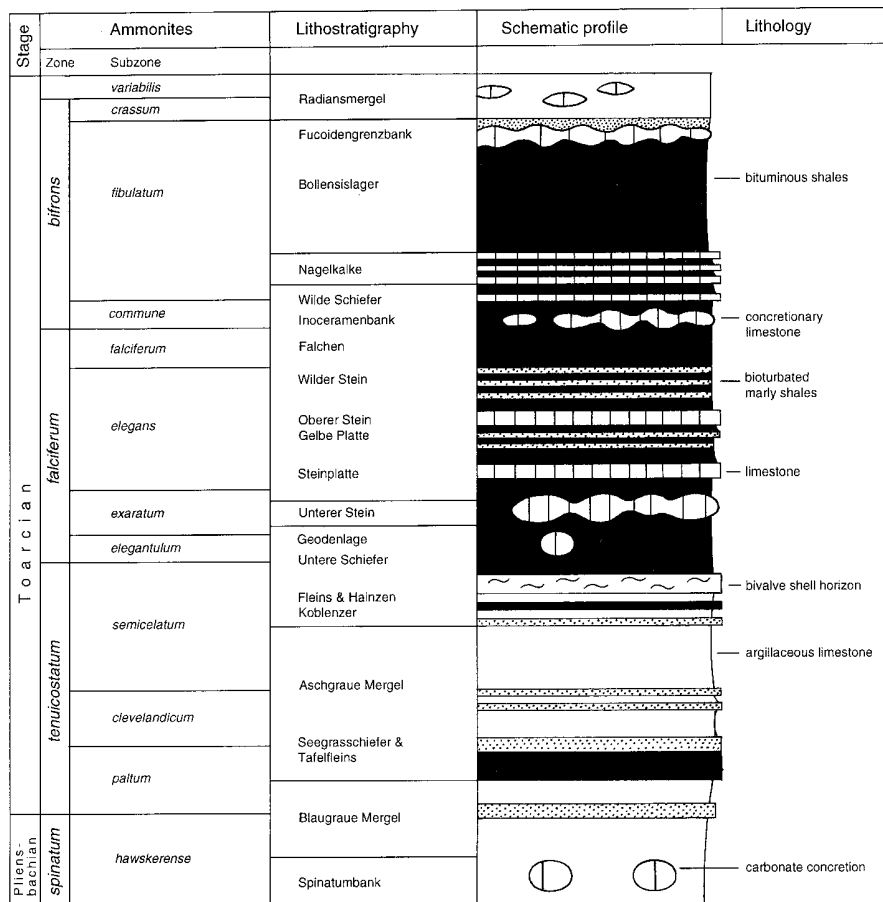 Stage
Ammonites
Lithostratigraphy
Schematic profile
Lithology
Zone
Subzone
Toarcian
Pliens-
bachian
bifrons
falciferum
tenuicostatum
spinatum
variabilis
crassum
fibulatum
commune
falciferum
elegans
exaratum
elegantulum
semicelatum
clevelandicum
paltum
hawskerense
Radiansmergel
Fucoidengrenzbank
Bollensislager
Nagelkalke
Wilde Schiefer
Inoceramenbank
Falchen
Wilder Stein
Oberer Stein
Gelbe Platte
Steinplatte
Unterer Stein
Geodenlage
Untere Schiefer
Fleins & Hainzen
Koblenzer
Aschgraue Mergel
Seegrasschiefer &
Tafelfleins
Blaugraue Mergel
Spinatumbank
bituminous shales
concretionary
limestone
bioturbated
marly shales
limestone
bivalve shell horizon
argillaceous limestone
carbonate concretion